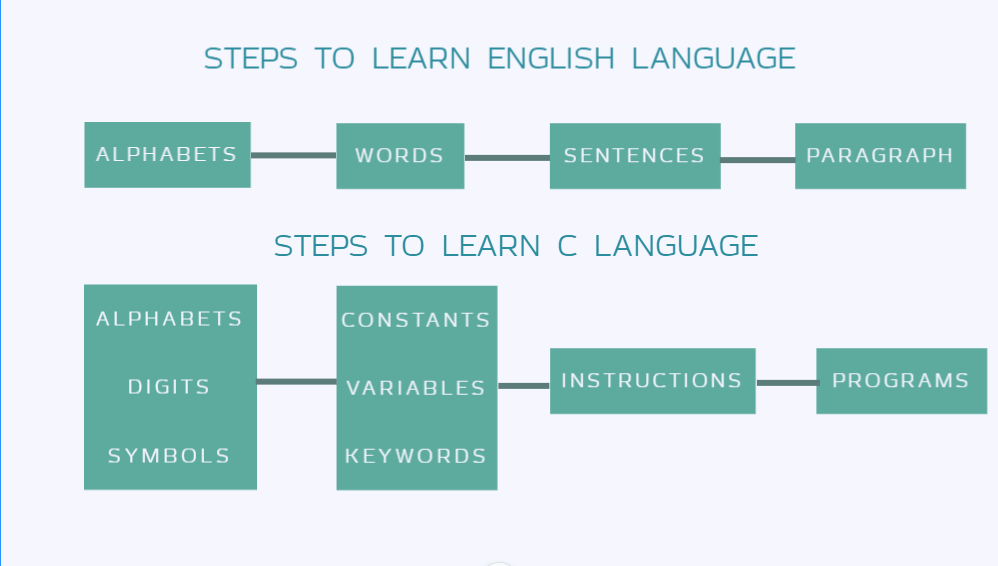 STEPS TO LEARN ENGLISH LANGUAGE
ALPHABETS
WORDS
SENTENCES
PARAGRAPH
STEPS TO LEARN C LANGUAGE
ALPHABETS
DIGITS
SYMBOLS
CONSTANTS
VARIABLES
KEYWORDS
INSTRUCTIONS
PROGRAMS